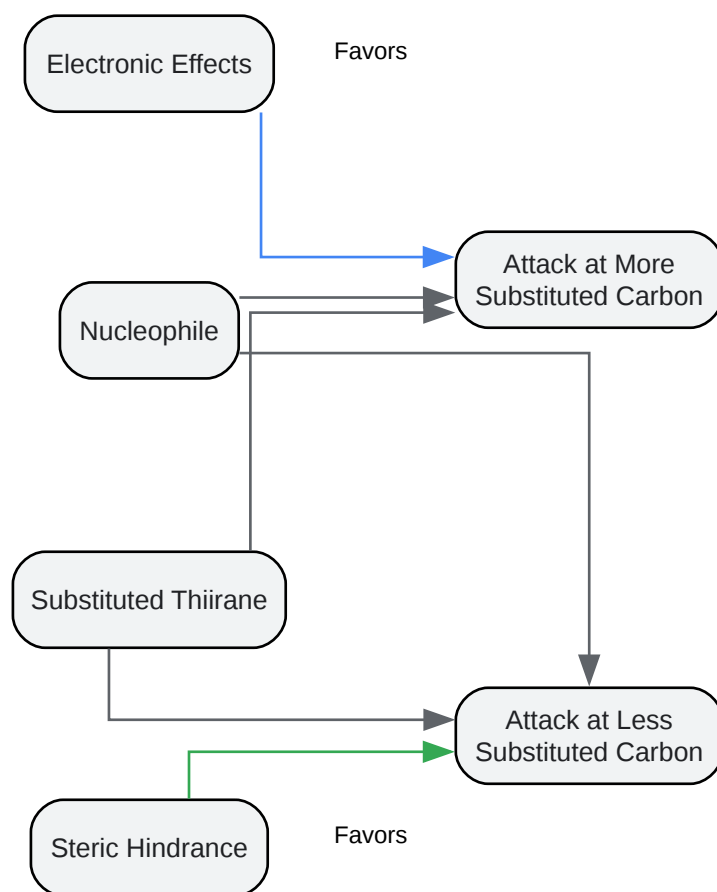 Electronic Effects
Favors
Attack at More
Substituted Carbon
Nucleophile
Substituted Thiirane
Attack at Less
Substituted Carbon
Steric Hindrance
Favors